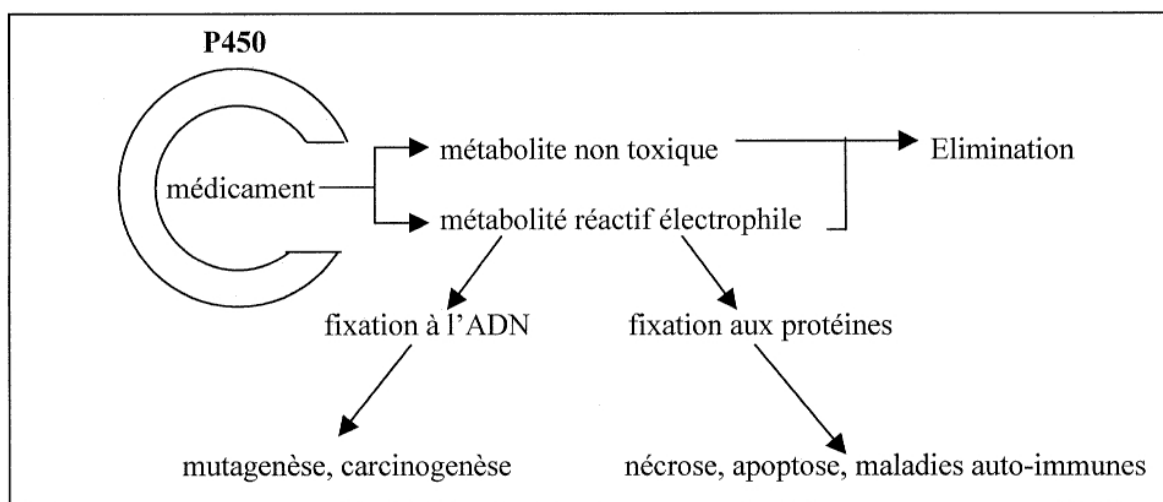 P450
métabolite non toxique
Elimination
médicament
métabolité réactif électrophile
fixation à l'ADN
fixation aux protéines
mutagenèse, carcinogenèse
nécrose, apoptose, maladies auto-immunes